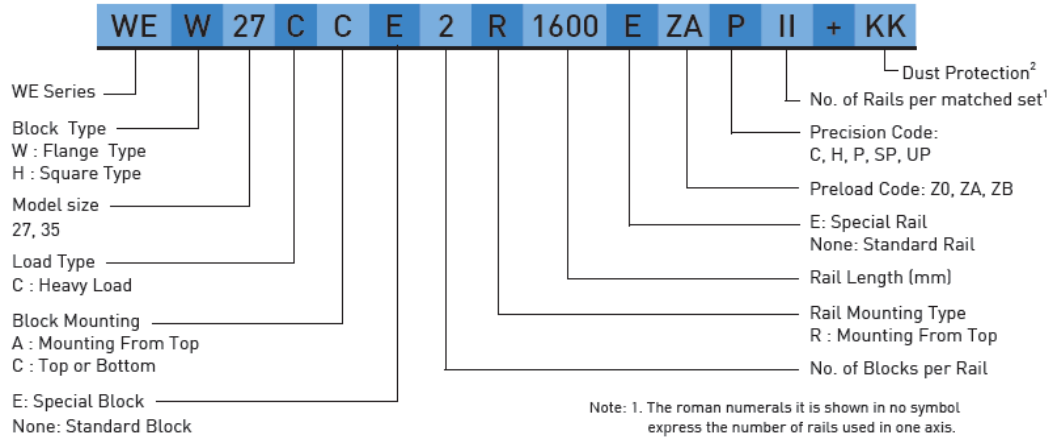 WE W 27 C C E 2 R 1600 E ZA P II + KK
WE Series
Block Type
W : Flange Type
H : Square Type
Model size
27, 35
Load Type
C : Heavy Load
Block Mounting
A : Mounting From Top
C : Top or Bottom
E: Special Block
None: Standard Block
Dust Protection²
No. of Rails per matched set¹
Precision Code:
C, H, P, SP, UP
Preload Code: Z0, ZA, ZB
E: Special Rail
None: Standard Rail
Rail Length (mm)
Rail Mounting Type
R : Mounting From Top
No. of Blocks per Rail
Note: 1. The roman numerals it is shown in no symbol
express the number of rails used in one axis.